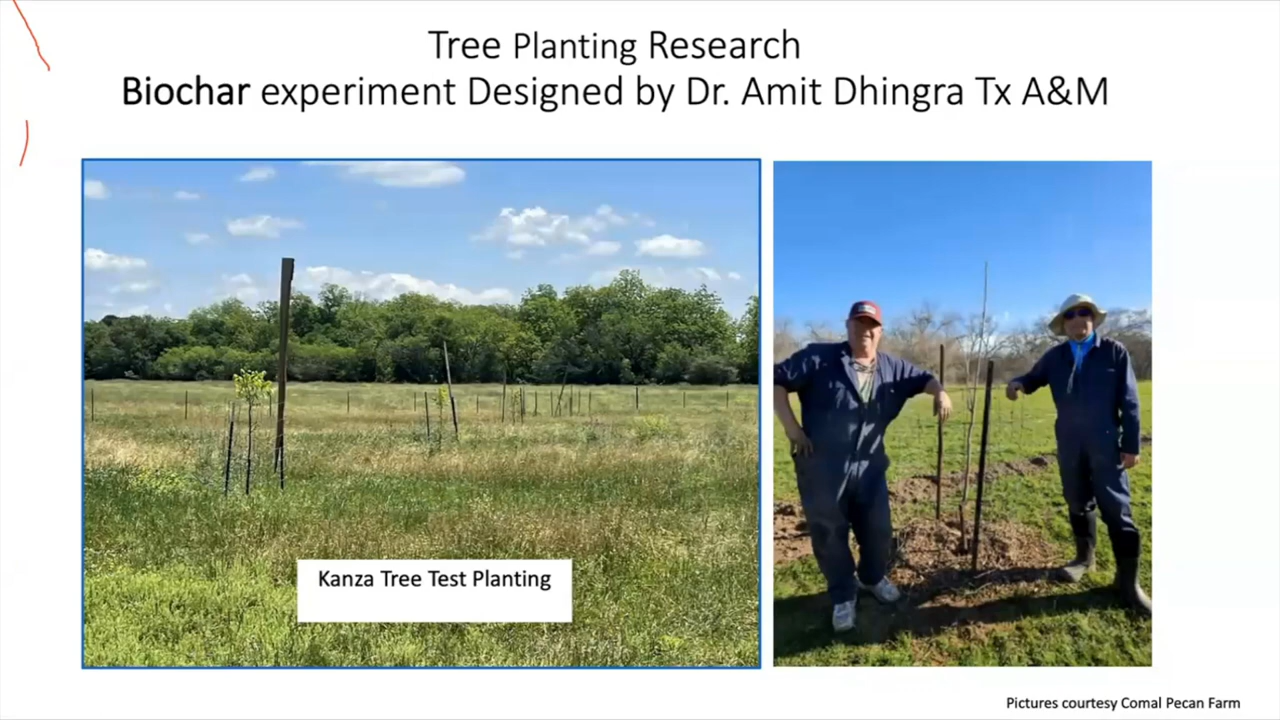 Tree Planting Research
Biochar experiment Designed by Dr. Amit Dhingra Tx A&M
Kanza Tree Test Planting
Pictures courtesy Comal Pecan Farm